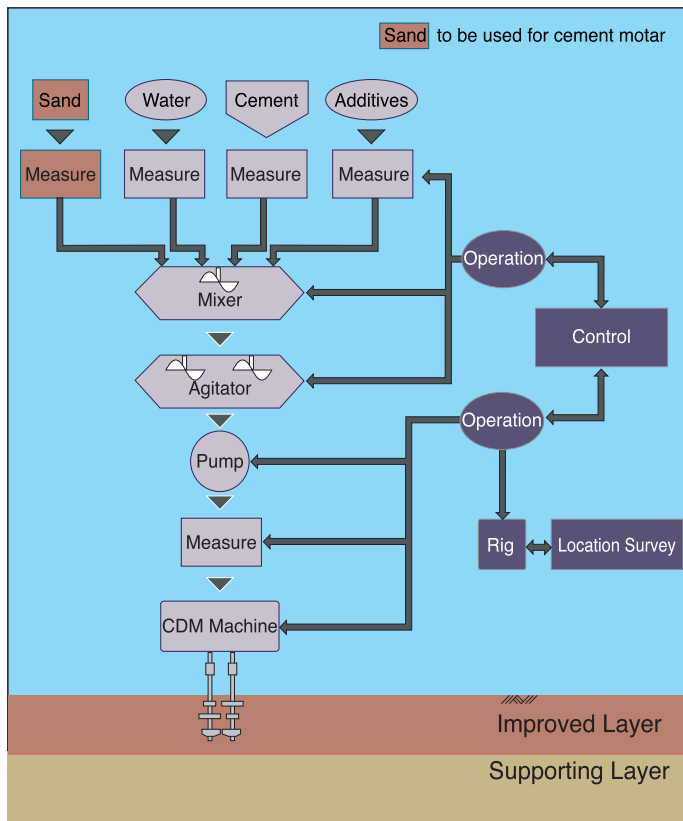 Sand to be used for cement motar
Sand
Water
Cement
Additives
Measure
Measure
Measure
Measure
Operation
Mixer
Control
Agitator
Operation
Pump
Measure
Rig
Location Survey
CDM Machine
Improved Layer
Supporting Layer